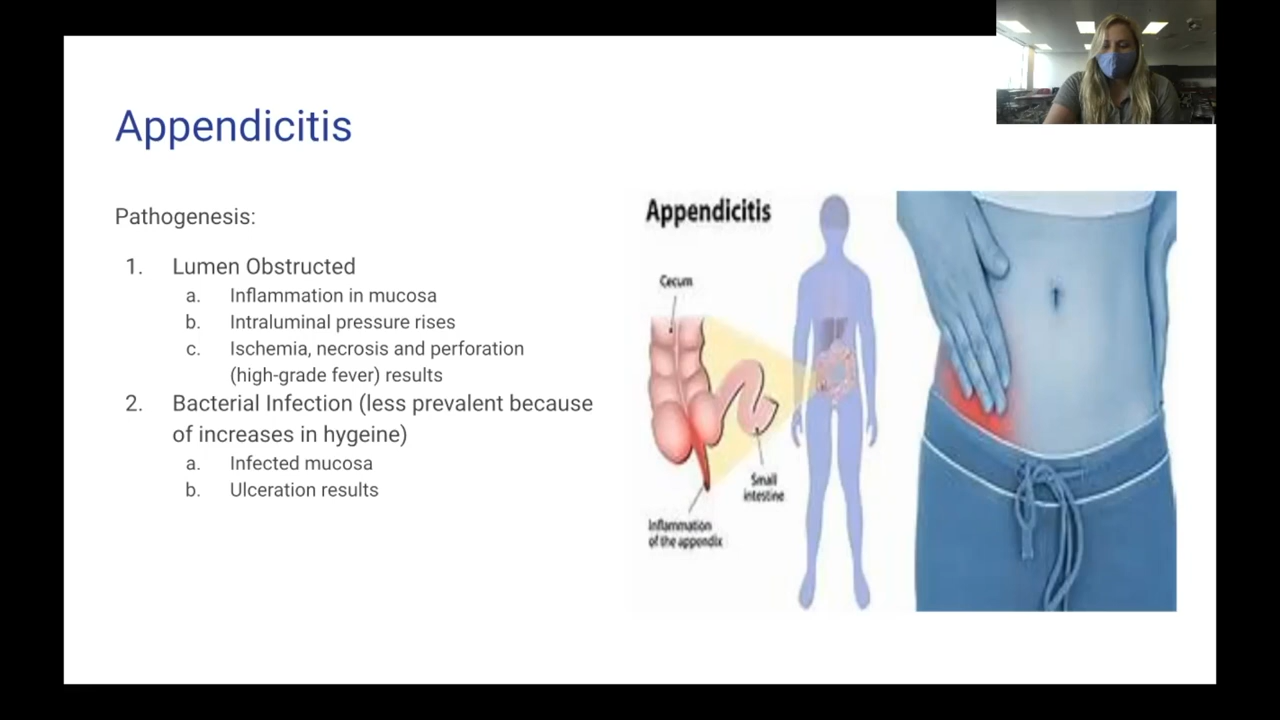 Appendicitis
Pathogenesis:
1. Lumen Obstructed
a. Inflammation in mucosa
b. Intraluminal pressure rises
c. Ischemia, necrosis and perforation
(high-grade fever) results
2. Bacterial Infection (less prevalent because
of increases in hygeine)
a. Infected mucosa
b. Ulceration results
Appendicitis
Cecum
Small
intestine
Inflammation
of the appendix